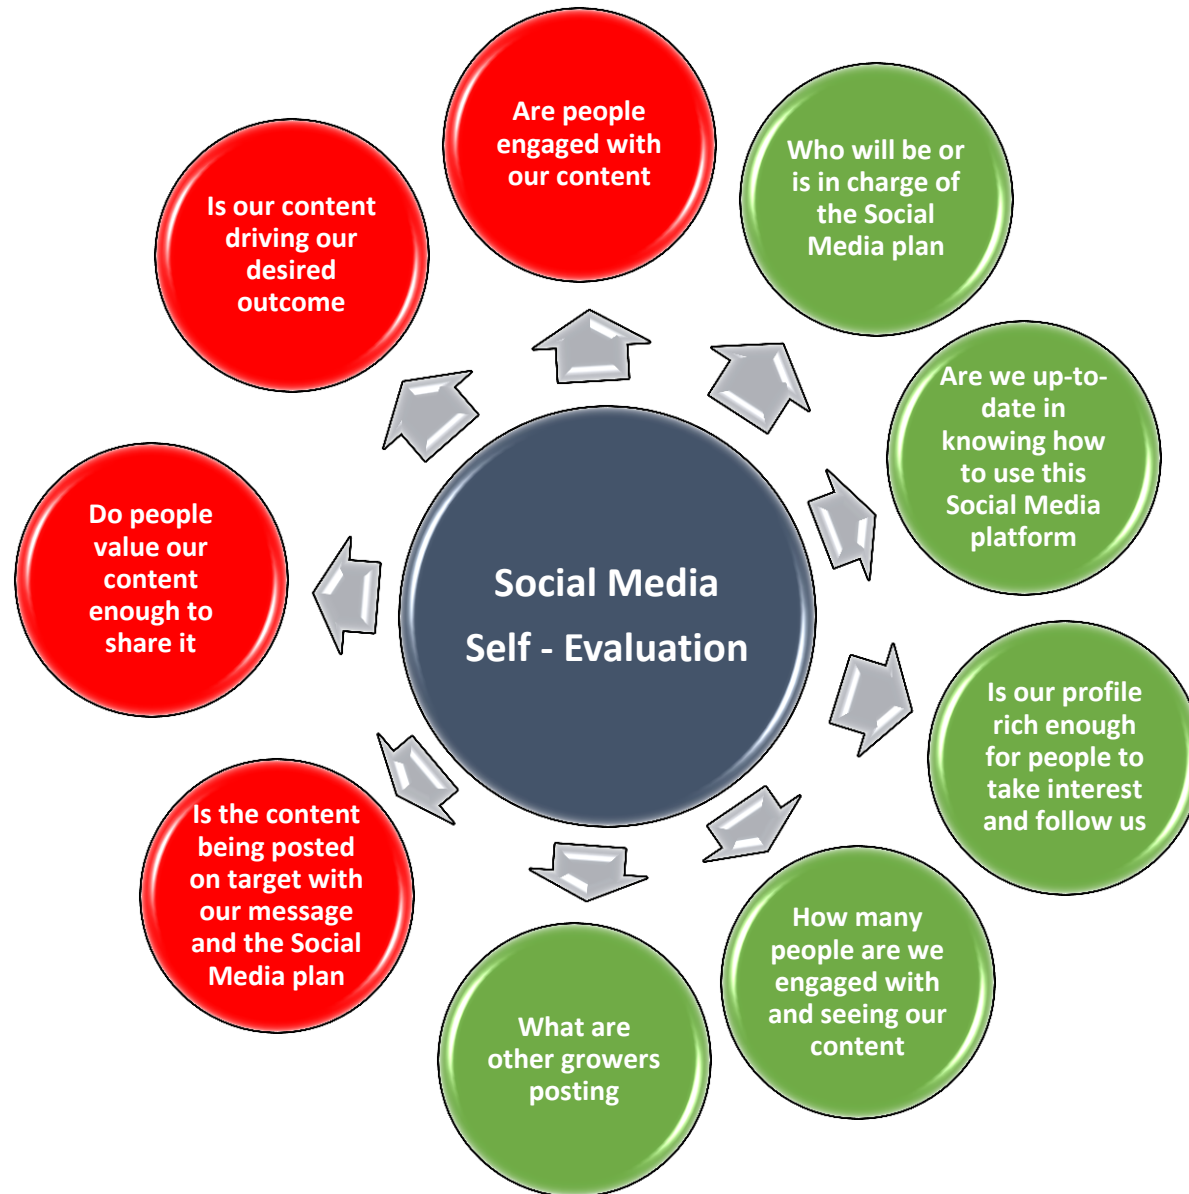 Are people
engaged with
our content
Who will be or
is in charge of
the Social
Media plan
Are we up-to-
date in
knowing how
to use this
Social Media
platform
Is our profile
rich enough
for people to
take interest
and follow us
How many
people are we
engaged with
and seeing our
content
What are
other growers
posting
Is the content
being posted
on target with
our message
and the Social
Media plan
Do people
value our
content
enough to
share it
Is our content
driving our
desired
outcome
Social Media
Self - Evaluation